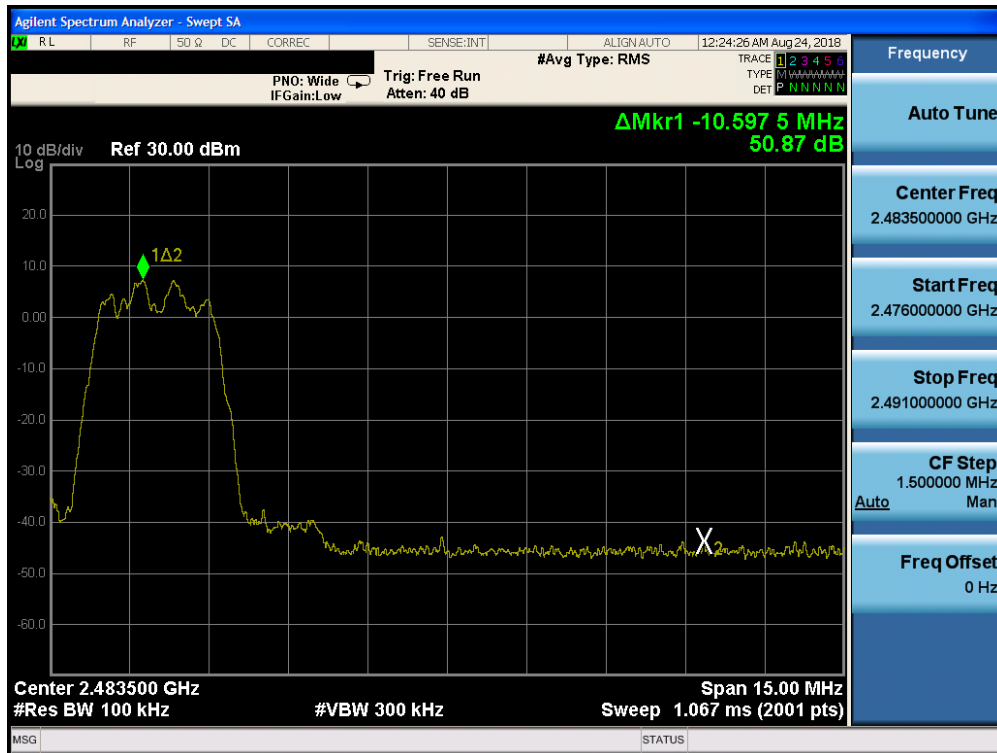 Agilent Spectrum Analyzer - Swept SA
LXI RL RF 50 Ω DC CORREC SENSE:INT ALIGN AUTO 12:24:26 AM Aug 24, 2018
PNO: Wide
IFGain:Low
Trig: Free Run
Atten: 40 dB
#Avg Type: RMS
TRACE 1 2 3 4 5 6
TYPE M
DET P N N N N N
ΔMkr1 -10.597 5 MHz
50.87 dB
10 dB/div Ref 30.00 dBm
Log
20.0
10.0
0.00
-10.0
-20.0
-30.0
-40.0
-50.0
-60.0
1Δ2
X2
Center 2.483500 GHz Span 15.00 MHz
#Res BW 100 kHz #VBW 300 kHz Sweep 1.067 ms (2001 pts)
MSG STATUS
Frequency
Auto Tune
Center Freq
2.483500000 GHz
Start Freq
2.476000000 GHz
Stop Freq
2.491000000 GHz
CF Step
1.500000 MHz
Auto Man
Freq Offset
0 Hz